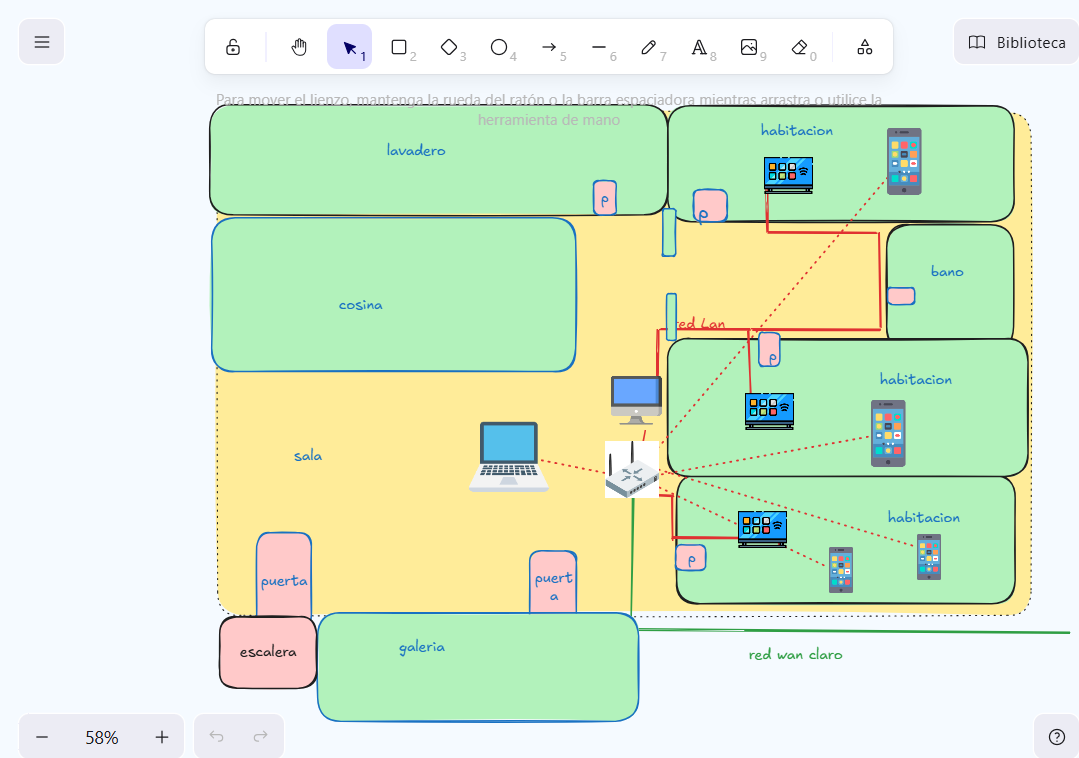 1
2
3
4
5
6
7
8
9
0
Biblioteca
Para mover el lienzo, mantenga la rueda del ratón o la barra espaciadora mientras arrastra o utilice la
herramienta de mano
habitacion
lavadero
p
p
bano
cosina
red Lan
p
habitacion
sala
habitacion
p
puerta
puert
a
escalera
galeria
red wan claro
58%